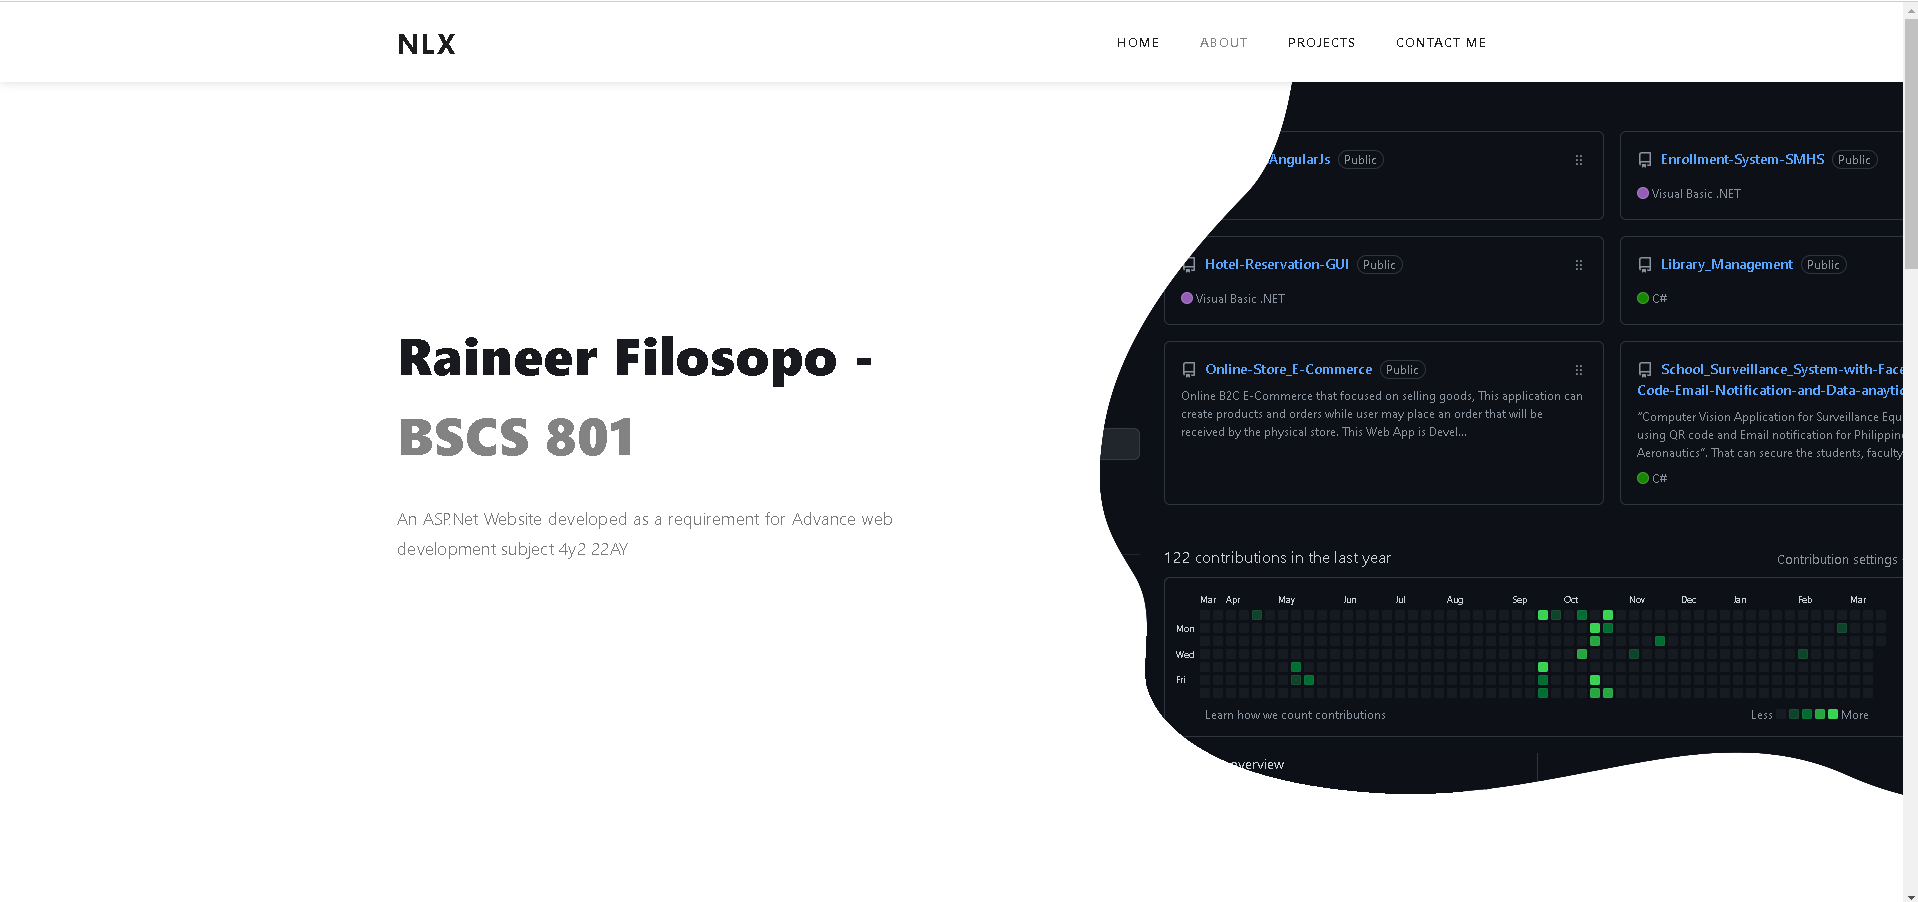 NLX
HOME ABOUT PROJECTS CONTACT ME
Raineer Filosopo -
BSCS 801
An ASP.Net Website developed as a requirement for Advance web
development subject 4y2 22AY
AngularJs Public
Enrollment-System-SMHS Public
Visual Basic .NET
Hotel-Reservation-GUI Public
Visual Basic .NET
Library_Management Public
C#
Online-Store_E-Commerce Public
Online B2C E-Commerce that focused on selling goods, This application can
create products and orders while user may place an order that will be
received by the physical store. This Web App is Devel...
School_Surveillance_System-with-Face
Code-Email-Notification-and-Data-anaytic
"Computer Vision Application for Surveillance Equ
using QR code and Email notification for Philippin
Aeronautics". That can secure the students, faculty
C#
122 contributions in the last year
Contribution settings
Mar Apr May Jun Jul Aug Sep Oct Nov Dec Jan Feb Mar
Mon
Wed
Fri
Learn how we count contributions
Less More
overview